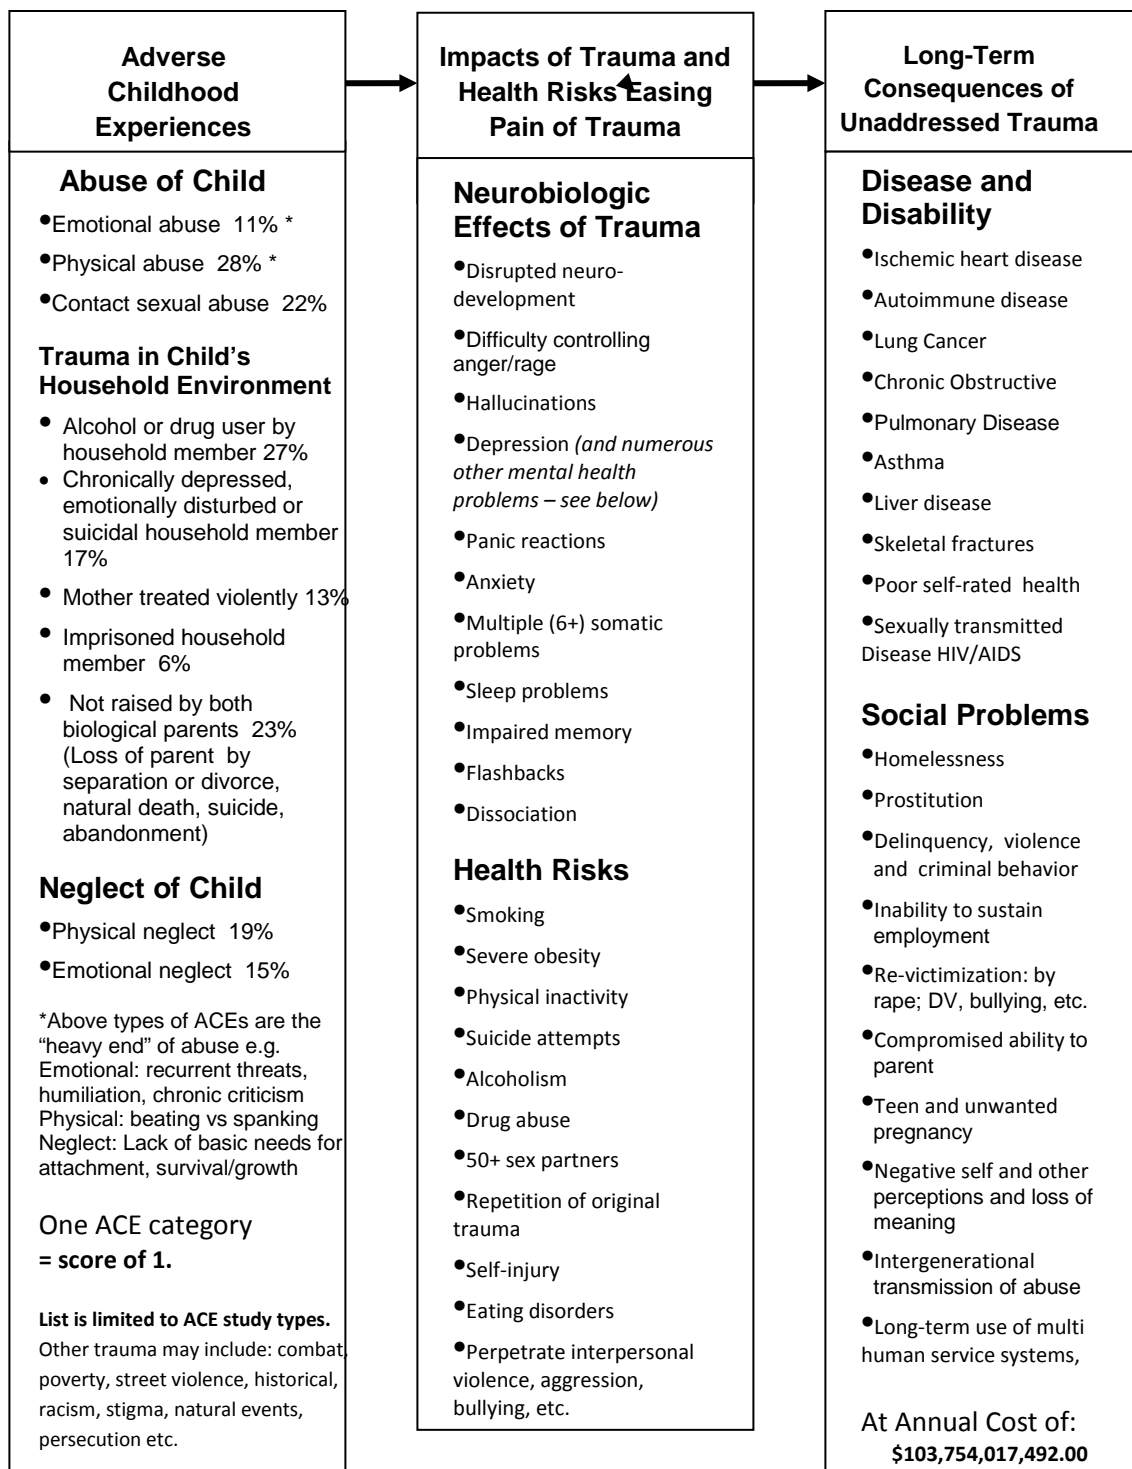 Adverse
Childhood
Experiences
Abuse of Child
•Emotional abuse 11% *
•Physical abuse 28% *
•Contact sexual abuse 22%
Trauma in Child’s
Household Environment
• Alcohol or drug user by
household member 27%
• Chronically depressed,
emotionally disturbed or
suicidal household member
17%
• Mother treated violently 13%
• Imprisoned household
member 6%
• Not raised by both
biological parents 23%
(Loss of parent by
separation or divorce,
natural death, suicide,
abandonment)
Neglect of Child
•Physical neglect 19%
•Emotional neglect 15%
*Above types of ACEs are the
“heavy end” of abuse e.g.
Emotional: recurrent threats,
humiliation, chronic criticism
Physical: beating vs spanking
Neglect: Lack of basic needs for
attachment, survival/growth
One ACE category
= score of 1.
List is limited to ACE study types.
Other trauma may include: combat,
poverty, street violence, historical,
racism, stigma, natural events,
persecution etc.
Impacts of Trauma and
Health Risks Easing
Pain of Trauma
Neurobiologic
Effects of Trauma
•Disrupted neuro-
development
•Difficulty controlling
anger/rage
•Hallucinations
•Depression (and numerous
other mental health
problems – see below)
•Panic reactions
•Anxiety
•Multiple (6+) somatic
problems
•Sleep problems
•Impaired memory
•Flashbacks
•Dissociation
Health Risks
•Smoking
•Severe obesity
•Physical inactivity
•Suicide attempts
•Alcoholism
•Drug abuse
•50+ sex partners
•Repetition of original
trauma
•Self-injury
•Eating disorders
•Perpetrate interpersonal
violence, aggression,
bullying, etc.
Long-Term
Consequences of
Unaddressed Trauma
Disease and
Disability
•Ischemic heart disease
•Autoimmune disease
•Lung Cancer
•Chronic Obstructive
•Pulmonary Disease
•Asthma
•Liver disease
•Skeletal fractures
•Poor self-rated health
•Sexually transmitted
Disease HIV/AIDS
Social Problems
•Homelessness
•Prostitution
•Delinquency, violence
and criminal behavior
•Inability to sustain
employment
•Re-victimization: by
rape; DV, bullying, etc.
•Compromised ability to
parent
•Teen and unwanted
pregnancy
•Negative self and other
perceptions and loss of
meaning
•Intergenerational
transmission of abuse
•Long-term use of multi
human service systems,
At Annual Cost of:
$103,754,017,492.00